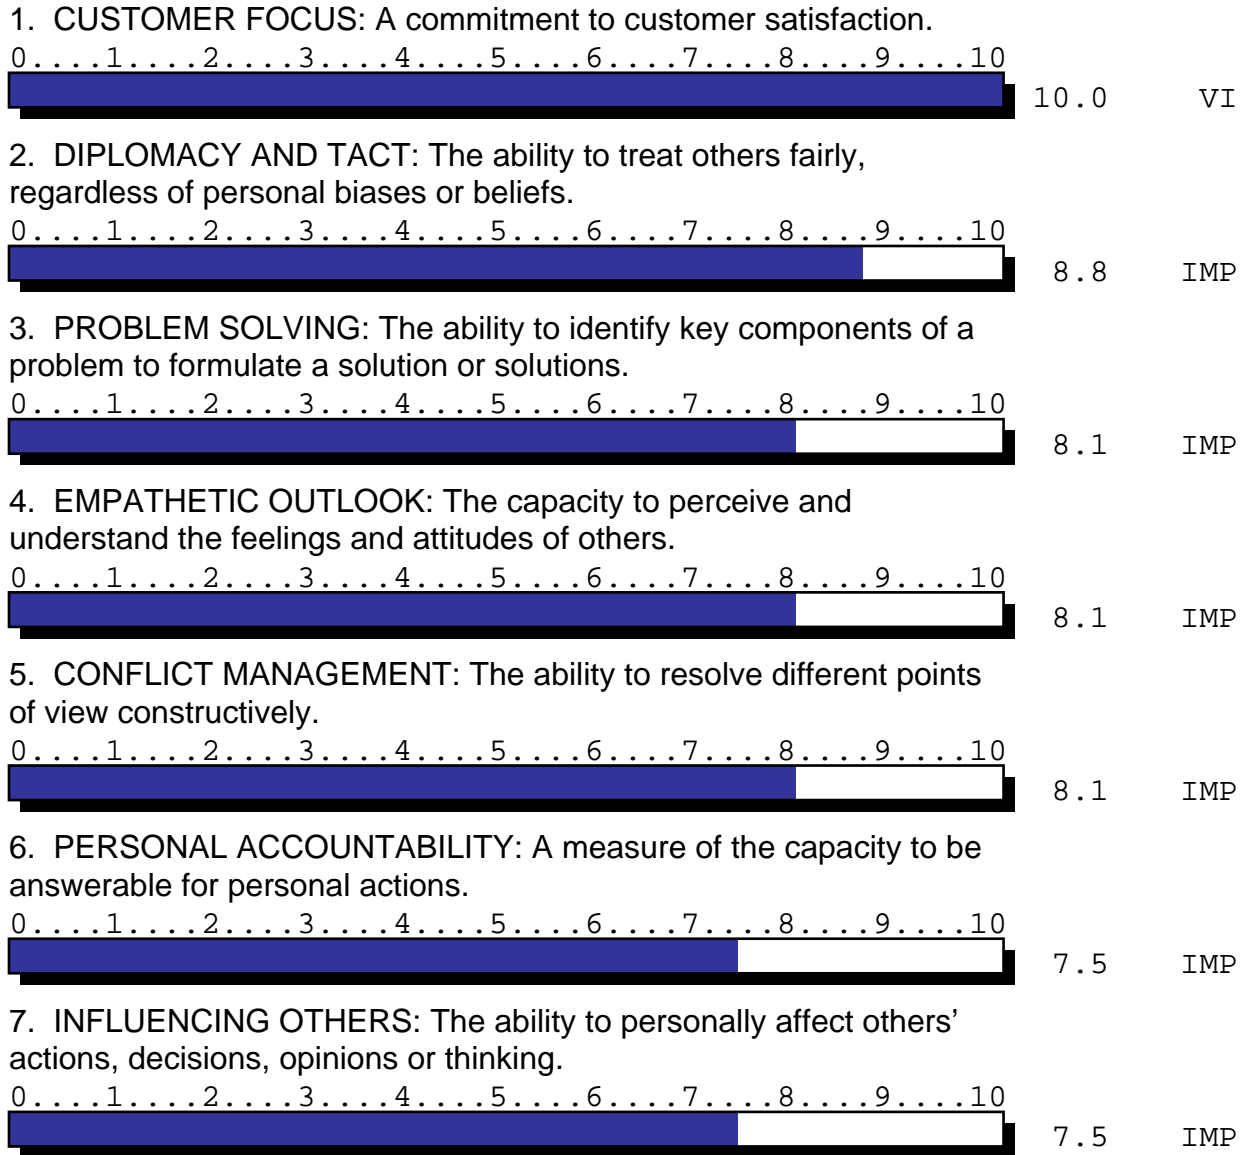 1. CUSTOMER FOCUS: A commitment to customer satisfaction.
0....1....2....3....4....5....6....7....8....9....10
10.0 VI
2. DIPLOMACY AND TACT: The ability to treat others fairly,
regardless of personal biases or beliefs.
0....1....2....3....4....5....6....7....8....9....10
8.8 IMP
3. PROBLEM SOLVING: The ability to identify key components of a
problem to formulate a solution or solutions.
0....1....2....3....4....5....6....7....8....9....10
8.1 IMP
4. EMPATHETIC OUTLOOK: The capacity to perceive and
understand the feelings and attitudes of others.
0....1....2....3....4....5....6....7....8....9....10
8.1 IMP
5. CONFLICT MANAGEMENT: The ability to resolve different points
of view constructively.
0....1....2....3....4....5....6....7....8....9....10
8.1 IMP
6. PERSONAL ACCOUNTABILITY: A measure of the capacity to be
answerable for personal actions.
0....1....2....3....4....5....6....7....8....9....10
7.5 IMP
7. INFLUENCING OTHERS: The ability to personally affect others’
actions, decisions, opinions or thinking.
0....1....2....3....4....5....6....7....8....9....10
7.5 IMP